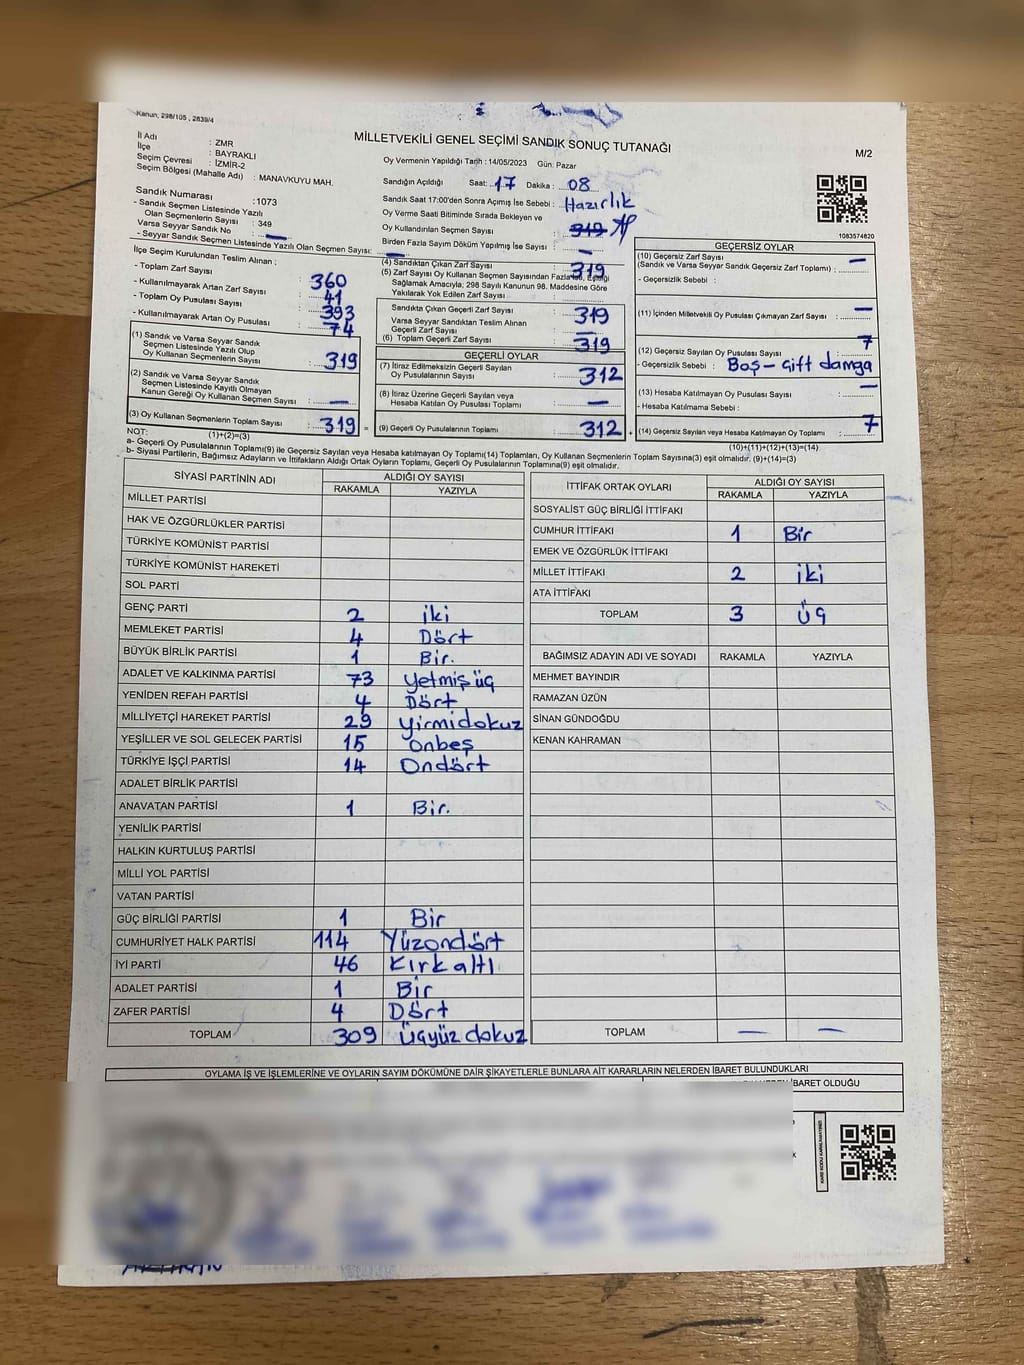 Kanun; 298/105 , 2839/4
MİLLETVEKİLİ GENEL SEÇİMİ SANDIK SONUÇ TUTANAĞI
M/2
İl Adı : ZMR
İlçe : BAYRAKLI
Seçim Çevresi : İZMİR-2
Seçim Bölgesi (Mahalle Adı) : MANAVKUYU MAH.
Sandık Numarası :1073
- Sandık Seçmen Listesinde Yazılı
Olan Seçmenlerin Sayısı : 349
Varsa Seyyar Sandık No : —
- Seyyar Sandık Seçmen Listesinde Yazılı Olan Seçmen Sayısı: —
Oy Vermenin Yapıldığı Tarih : 14/05/2023 Gün: Pazar
Sandığın Açıldığı Saat: 17 Dakika : 08
Sandık Saat 17:00'den Sonra Açılmış İse Sebebi : Hazırlık
Oy Verme Saati Bitiminde Sırada Bekleyen ve
Oy Kullandırılan Seçmen Sayısı : 319
Birden Fazla Sayım Döküm Yapılmış İse Sayısı : —
1083574820
İlçe Seçim Kurulundan Teslim Alınan ;
- Toplam Zarf Sayısı : 360
- Kullanılmayarak Artan Zarf Sayısı : 41
- Toplam Oy Pusulası Sayısı : 393
- Kullanılmayarak Artan Oy Pusulası : 74
(1) Sandık ve Varsa Seyyar Sandık
Seçmen Listesinde Yazılı Olup
Oy Kullanan Seçmenlerin Sayısı : 319
(2) Sandık ve Varsa Seyyar Sandık
Seçmen Listesinde Kayıtlı Olmayan
Kanun Gereği Oy Kullanan Seçmen Sayısı : —
(3) Oy Kullanan Seçmenlerin Toplam Sayısı : 319 =
(1)+(2)=(3)
(4) Sandıktan Çıkan Zarf Sayısı : 319
(5) Zarf Sayısı Oy Kullanan Seçmen Sayısından Fazla Eşitliği
Sağlamak Amacıyla; 298 Sayılı Kanunun 98. Maddesine Göre
Yakılarak Yok Edilen Zarf Sayısı :
Sandıkta Çıkan Geçerli Zarf Sayısı : 319
Varsa Seyyar Sandıktan Teslim Alınan
Geçerli Zarf Sayısı : —
(6) Toplam Geçerli Zarf Sayısı : 319
GEÇERLİ OYLAR
(7) İtiraz Edilmeksizin Geçerli Sayılan
Oy Pusulalarının Sayısı : 312
(8) İtiraz Üzerine Geçerli Sayılan veya
Hesaba Katılan Oy Pusulası Toplamı : —
(9) Geçerli Oy Pusulalarının Toplamı : 312 +
GEÇERSİZ OYLAR
(10) Geçersiz Zarf Sayısı
(Sandık ve Varsa Seyyar Sandık Geçersiz Zarf Toplamı) : —
- Geçersizlik Sebebi :
(11) İçinden Milletvekili Oy Pusulası Çıkmayan Zarf Sayısı : —
(12) Geçersiz Sayılan Oy Pusulası Sayısı : 7
- Geçersizlik Sebebi : Boş - Çift damga
(13) Hesaba Katılmayan Oy Pusulası Sayısı : —
- Hesaba Katılmama Sebebi :
(14) Geçersiz Sayılan veya Hesaba Katılmayan Oy Toplamı : 7
(10)+(11)+(12)+(13)=(14)
NOT:
a- Geçerli Oy Pusulalarının Toplamı(9) ile Geçersiz Sayılan veya Hesaba katılmayan Oy Toplamı(14) Toplamları, Oy Kullanan Seçmenlerin Toplam Sayısına(3) eşit olmalıdır. (9)+(14)=(3)
b- Siyasi Partilerin, Bağımsız Adayların ve İttifakların Aldığı Ortak Oyların Toplamı, Geçerli Oy Pusulalarının Toplamına(9) eşit olmalıdır.
SİYASİ PARTİNİN ADI ALDIĞI OY SAYISI
RAKAMLA YAZIYLA
MİLLET PARTİSİ
HAK VE ÖZGÜRLÜKLER PARTİSİ
TÜRKİYE KOMÜNİST PARTİSİ
TÜRKİYE KOMÜNİST HAREKETİ
SOL PARTİ
GENÇ PARTİ 2 iki
MEMLEKET PARTİSİ 4 Dört
BÜYÜK BİRLİK PARTİSİ 1 Bir.
ADALET VE KALKINMA PARTİSİ 73 Yetmiş üç
YENİDEN REFAH PARTİSİ 4 Dört
MİLLİYETÇİ HAREKET PARTİSİ 29 Yirmidokuz
YEŞİLLER VE SOL GELECEK PARTİSİ 15 Onbeş
TÜRKİYE İŞÇİ PARTİSİ 14 Ondört
ADALET BİRLİK PARTİSİ
ANAVATAN PARTİSİ 1 Bir.
YENİLİK PARTİSİ
HALKIN KURTULUŞ PARTİSİ
MİLLİ YOL PARTİSİ
VATAN PARTİSİ
GÜÇ BİRLİĞİ PARTİSİ 1 Bir
CUMHURİYET HALK PARTİSİ 114 Yüzondört
İYİ PARTİ 46 Kırkaltı
ADALET PARTİSİ 1 Bir
ZAFER PARTİSİ 4 Dört
TOPLAM 309 Üçyüz dokuz
İTTİFAK ORTAK OYLARI ALDIĞI OY SAYISI
RAKAMLA YAZIYLA
SOSYALİST GÜÇ BİRLİĞİ İTTİFAKI
CUMHUR İTTİFAKI 1 Bir
EMEK VE ÖZGÜRLÜK İTTİFAKI
MİLLET İTTİFAKI 2 iki
ATA İTTİFAKI
TOPLAM 3 üç
BAĞIMSIZ ADAYIN ADI VE SOYADI RAKAMLA YAZIYLA
MEHMET BAYINDIR
RAMAZAN ÜZÜN
SİNAN GÜNDOĞDU
KENAN KAHRAMAN
TOPLAM — —
OYLAMA İŞ VE İŞLEMLERİNE VE OYLARIN SAYIM DÖKÜMÜNE DAİR ŞİKAYETLERLE BUNLARA AİT KARARLARIN NELERDEN İBARET BULUNDUKLARI
İBARET OLDUĞU